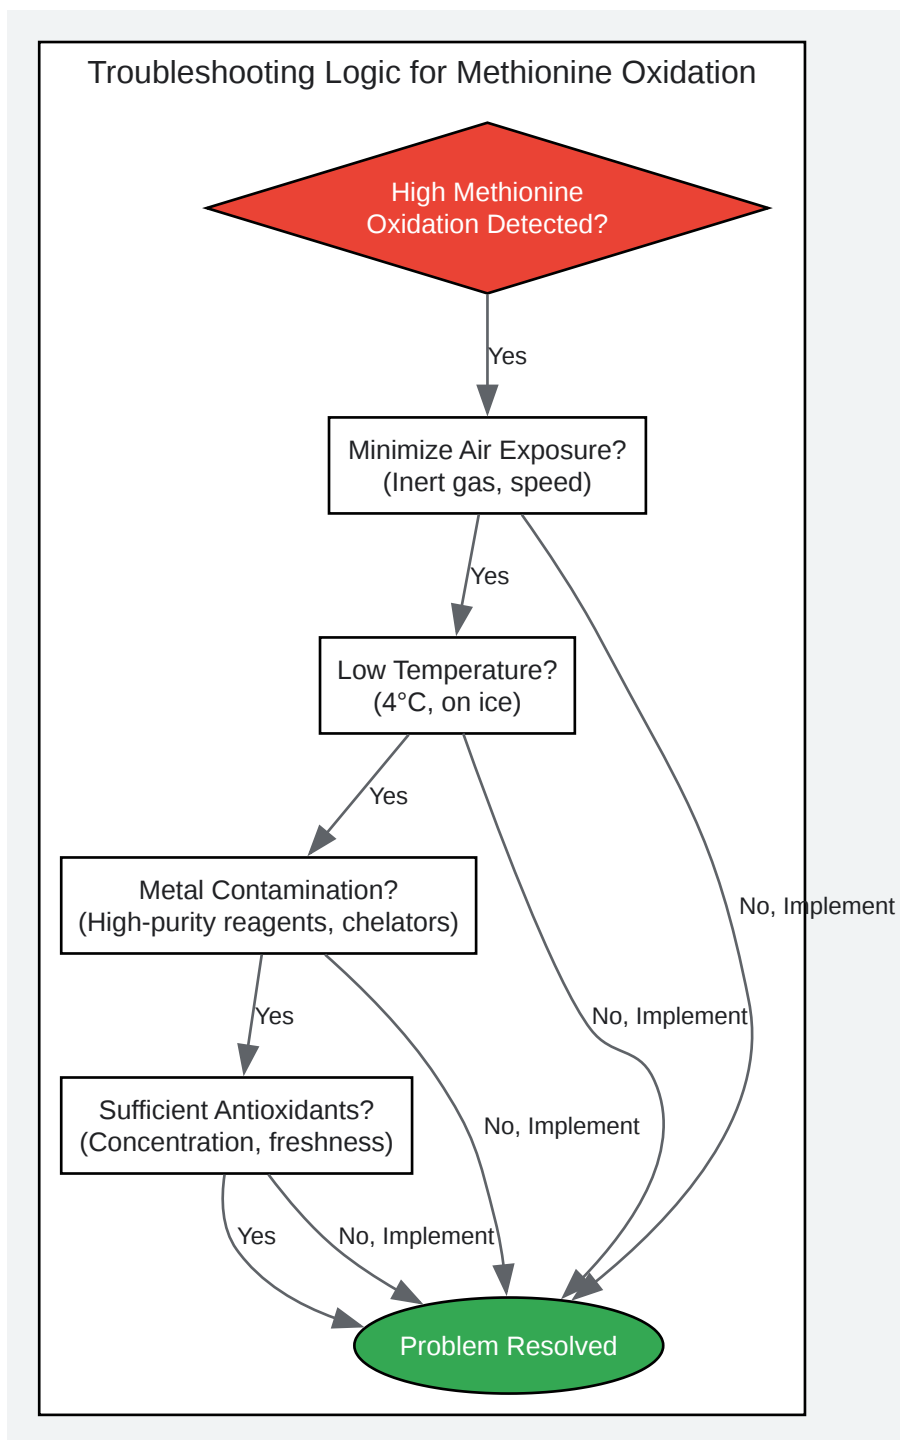 Troubleshooting Logic for Methionine Oxidation
High Methionine
Oxidation Detected?
Yes
Minimize Air Exposure?
(Inert gas, speed)
Yes
Low Temperature?
(4°C, on ice)
Yes
Metal Contamination?
(High-purity reagents, chelators)
No, Implement
Yes
No, Implement
Sufficient Antioxidants?
(Concentration, freshness)
No, Implement
Yes
No, Implement
Problem Resolved